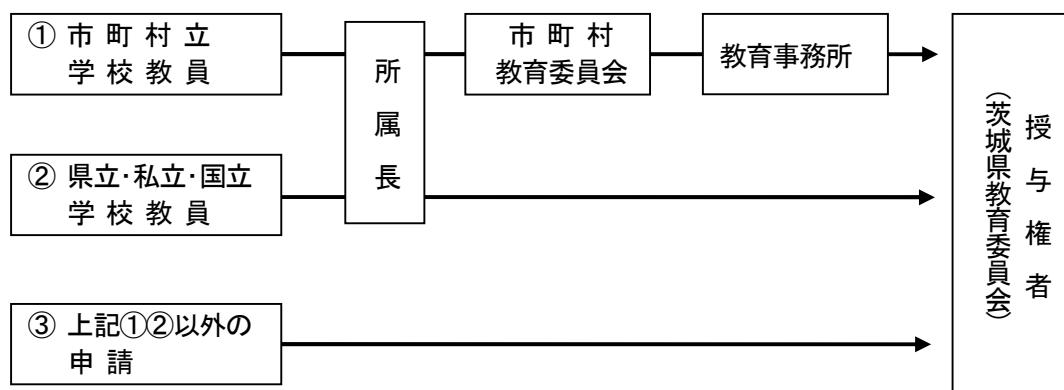 ① 市町村立
学校教員
所属長
市町村
教育委員会
教育事務所
② 県立・私立・国立
学校教員
③ 上記①②以外の
申請
授与権者
(茨城県教育委員会)